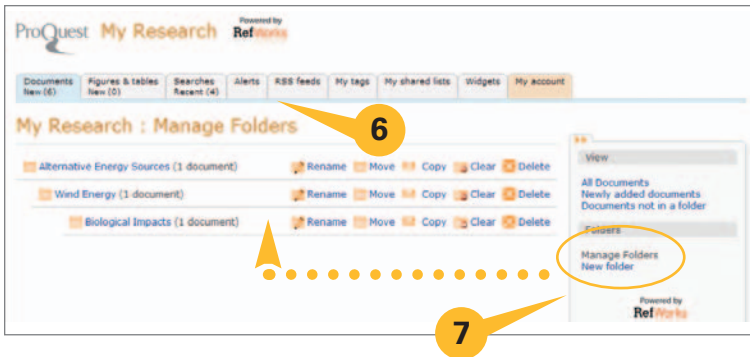 ProQuest My Research Powered by RefWorks
Documents New (6) Figures & tables New (0) Searches Recent (4) Alerts RSS feeds My tags My shared lists Widgets My account
6
My Research : Manage Folders
Alternative Energy Sources (1 document) Rename Move Copy Clear Delete
Wind Energy (1 document) Rename Move Copy Clear Delete
Biological Impacts (1 document) Rename Move Copy Clear Delete
View
All Documents
Newly added documents
Documents not in a folder
Folders
Manage Folders
New folder
Powered by
RefWorks
7